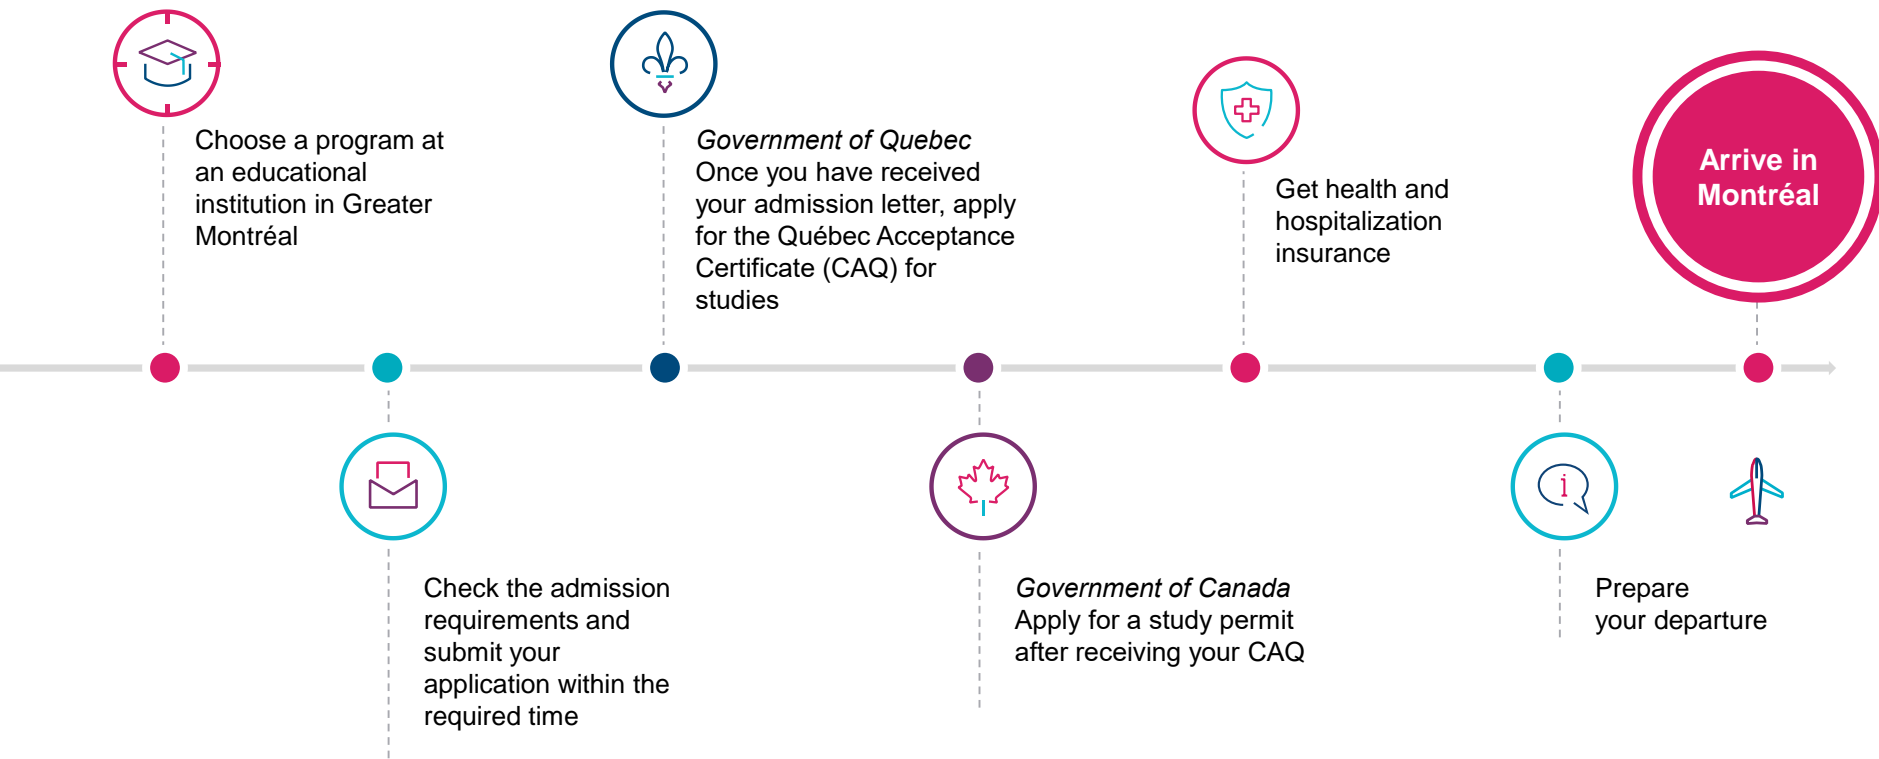 Choose a program at
an educational
institution in Greater
Montréal
Check the admission
requirements and
submit your
application within the
required time
Government of Quebec
Once you have received
your admission letter, apply
for the Québec Acceptance
Certificate (CAQ) for
studies
Government of Canada
Apply for a study permit
after receiving your CAQ
Get health and
hospitalization
insurance
i
Prepare
your departure
Arrive in
Montréal